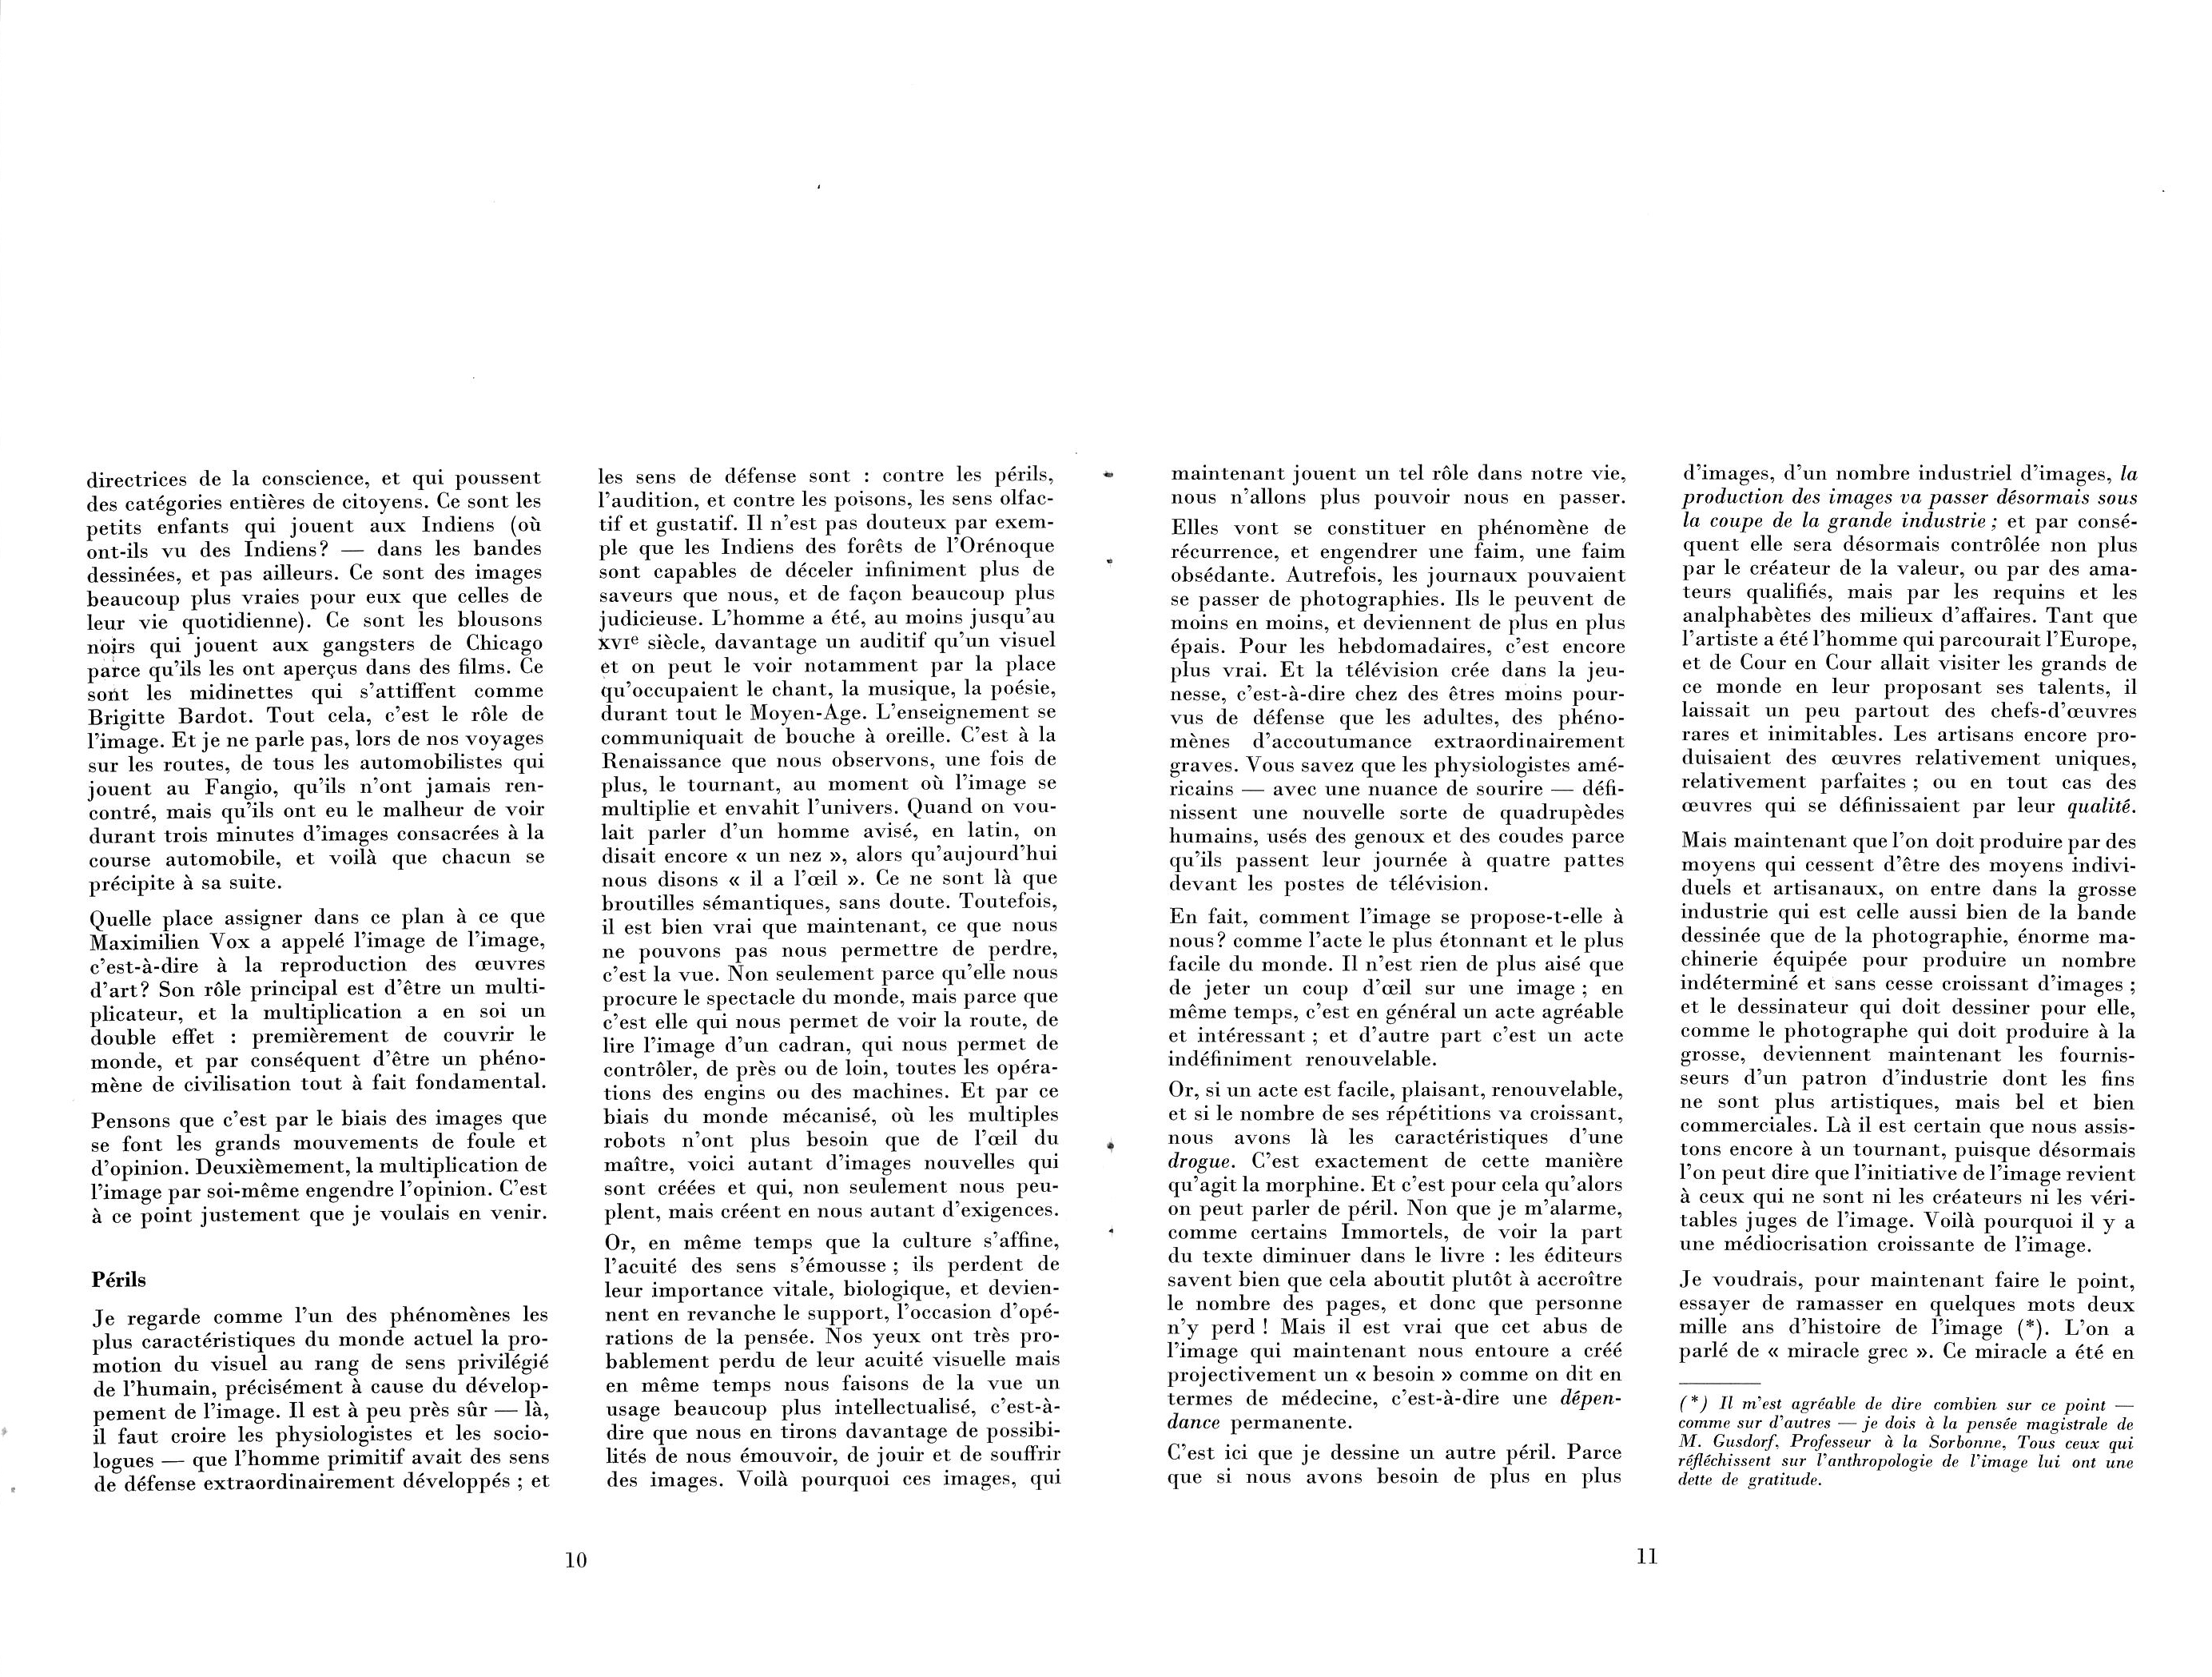 directrices de la conscience, et qui poussent
des catégories entières de citoyens. Ce sont les
petits enfants qui jouent aux Indiens (où
ont-ils vu des Indiens? — dans les bandes
dessinées, et pas ailleurs. Ce sont des images
beaucoup plus vraies pour eux que celles de
leur vie quotidienne). Ce sont les blousons
noirs qui jouent aux gangsters de Chicago
parce qu'ils les ont aperçus dans des films. Ce
sont les midinettes qui s'attiffent comme
Brigitte Bardot. Tout cela, c'est le rôle de
l'image. Et je ne parle pas, lors de nos voyages
sur les routes, de tous les automobilistes qui
jouent au Fangio, qu'ils n'ont jamais ren-
contré, mais qu'ils ont eu le malheur de voir
durant trois minutes d'images consacrées à la
course automobile, et voilà que chacun se
précipite à sa suite.
Quelle place assigner dans ce plan à ce que
Maximilien Vox a appelé l'image de l'image,
c'est-à-dire à la reproduction des œuvres
d'art? Son rôle principal est d'être un multi-
plicateur, et la multiplication a en soi un
double effet : premièrement de couvrir le
monde, et par conséquent d'être un phéno-
mène de civilisation tout à fait fondamental.
Pensons que c'est par le biais des images que
se font les grands mouvements de foule et
d'opinion. Deuxièmement, la multiplication de
l'image par soi-même engendre l'opinion. C'est
à ce point justement que je voulais en venir.
Périls
Je regarde comme l'un des phénomènes les
plus caractéristiques du monde actuel la pro-
motion du visuel au rang de sens privilégié
de l'humain, précisément à cause du dévelop-
pement de l'image. Il est à peu près sûr — là,
il faut croire les physiologistes et les socio-
logues — que l'homme primitif avait des sens
de défense extraordinairement développés ; et
les sens de défense sont : contre les périls,
l'audition, et contre les poisons, les sens olfac-
tif et gustatif. Il n'est pas douteux par exem-
ple que les Indiens des forêts de l'Orénoque
sont capables de déceler infiniment plus de
saveurs que nous, et de façon beaucoup plus
judicieuse. L'homme a été, au moins jusqu'au
XVIe siècle, davantage un auditif qu'un visuel
et on peut le voir notamment par la place
qu'occupaient le chant, la musique, la poésie,
durant tout le Moyen-Age. L'enseignement se
communiquait de bouche à oreille. C'est à la
Renaissance que nous observons, une fois de
plus, le tournant, au moment où l'image se
multiplie et envahit l'univers. Quand on vou-
lait parler d'un homme avisé, en latin, on
disait encore « un nez », alors qu'aujourd'hui
nous disons « il a l'œil ». Ce ne sont là que
broutilles sémantiques, sans doute. Toutefois,
il est bien vrai que maintenant, ce que nous
ne pouvons pas nous permettre de perdre,
c'est la vue. Non seulement parce qu'elle nous
procure le spectacle du monde, mais parce que
c'est elle qui nous permet de voir la route, de
lire l'image d'un cadran, qui nous permet de
contrôler, de près ou de loin, toutes les opéra-
tions des engins ou des machines. Et par ce
biais du monde mécanisé, où les multiples
robots n'ont plus besoin que de l'œil du
maître, voici autant d'images nouvelles qui
sont créées et qui, non seulement nous peu-
plent, mais créent en nous autant d'exigences.
Or, en même temps que la culture s'affine,
l'acuité des sens s'émousse ; ils perdent de
leur importance vitale, biologique, et devien-
nent en revanche le support, l'occasion d'opé-
rations de la pensée. Nos yeux ont très pro-
bablement perdu de leur acuité visuelle mais
en même temps nous faisons de la vue un
usage beaucoup plus intellectualisé, c'est-à-
dire que nous en tirons davantage de possibi-
lités de nous émouvoir, de jouir et de souffrir
des images. Voilà pourquoi ces images, qui
10
maintenant jouent un tel rôle dans notre vie,
nous n'allons plus pouvoir nous en passer.
Elles vont se constituer en phénomène de
récurrence, et engendrer une faim, une faim
obsédante. Autrefois, les journaux pouvaient
se passer de photographies. Ils le peuvent de
moins en moins, et deviennent de plus en plus
épais. Pour les hebdomadaires, c'est encore
plus vrai. Et la télévision crée dans la jeu-
nesse, c'est-à-dire chez des êtres moins pour-
vus de défense que les adultes, des phéno-
mènes d'accoutumance extraordinairement
graves. Vous savez que les physiologistes amé-
ricains — avec une nuance de sourire — défi-
nissent une nouvelle sorte de quadrupèdes
humains, usés des genoux et des coudes parce
qu'ils passent leur journée à quatre pattes
devant les postes de télévision.
En fait, comment l'image se propose-t-elle à
nous? comme l'acte le plus étonnant et le plus
facile du monde. Il n'est rien de plus aisé que
de jeter un coup d'œil sur une image ; en
même temps, c'est en général un acte agréable
et intéressant ; et d'autre part c'est un acte
indéfiniment renouvelable.
Or, si un acte est facile, plaisant, renouvelable,
et si le nombre de ses répétitions va croissant,
nous avons là les caractéristiques d'une
drogue. C'est exactement de cette manière
qu'agit la morphine. Et c'est pour cela qu'alors
on peut parler de péril. Non que je m'alarme,
comme certains Immortels, de voir la part
du texte diminuer dans le livre : les éditeurs
savent bien que cela aboutit plutôt à accroître
le nombre des pages, et donc que personne
n'y perd ! Mais il est vrai que cet abus de
l'image qui maintenant nous entoure a créé
projectivement un « besoin » comme on dit en
termes de médecine, c'est-à-dire une dépen-
dance permanente.
C'est ici que je dessine un autre péril. Parce
que si nous avons besoin de plus en plus
d'images, d'un nombre industriel d'images, la
production des images va passer désormais sous
la coupe de la grande industrie ; et par consé-
quent elle sera désormais contrôlée non plus
par le créateur de la valeur, ou par des ama-
teurs qualifiés, mais par les requins et les
analphabètes des milieux d'affaires. Tant que
l'artiste a été l'homme qui parcourait l'Europe,
et de Cour en Cour allait visiter les grands de
ce monde en leur proposant ses talents, il
laissait un peu partout des chefs-d'œuvres
rares et inimitables. Les artisans encore pro-
duisaient des œuvres relativement uniques,
relativement parfaites ; ou en tout cas des
œuvres qui se définissaient par leur qualité.
Mais maintenant que l'on doit produire par des
moyens qui cessent d'être des moyens indivi-
duels et artisanaux, on entre dans la grosse
industrie qui est celle aussi bien de la bande
dessinée que de la photographie, énorme ma-
chinerie équipée pour produire un nombre
indéterminé et sans cesse croissant d'images ;
et le dessinateur qui doit dessiner pour elle,
comme le photographe qui doit produire à la
grosse, deviennent maintenant les fournis-
seurs d'un patron d'industrie dont les fins
ne sont plus artistiques, mais bel et bien
commerciales. Là il est certain que nous assis-
tons encore à un tournant, puisque désormais
l'on peut dire que l'initiative de l'image revient
à ceux qui ne sont ni les créateurs ni les véri-
tables juges de l'image. Voilà pourquoi il y a
une médiocrisation croissante de l'image.
Je voudrais, pour maintenant faire le point,
essayer de ramasser en quelques mots deux
mille ans d'histoire de l'image (*). L'on a
parlé de « miracle grec ». Ce miracle a été en
(*) Il m'est agréable de dire combien sur ce point —
comme sur d'autres — je dois à la pensée magistrale de
M. Gusdorf, Professeur à la Sorbonne, Tous ceux qui
réfléchissent sur l'anthropologie de l'image lui ont une
dette de gratitude.
11